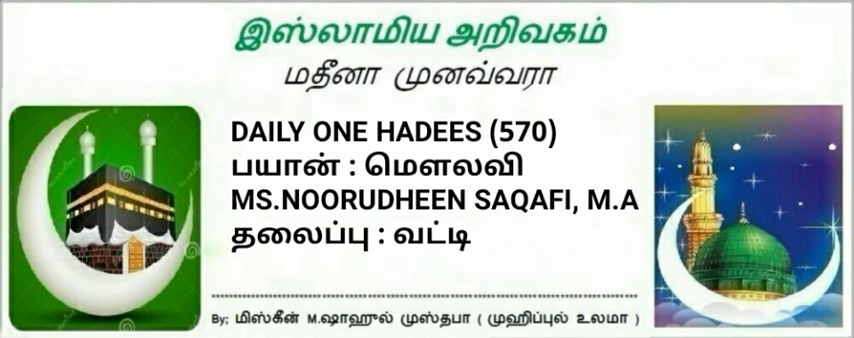 இஸ்லாமிய அறிவகம்
மதீனா முனவ்வரா
DAILY ONE HADEES (570)
பயான் : மௌலவி
MS.NOORUDHEEN SAQAFI, M.A
தலைப்பு : வட்டி
By; மிஸ்கீன் M.ஷாஹுல் முஸ்தபா ( முஹிப்புல் உலமா )